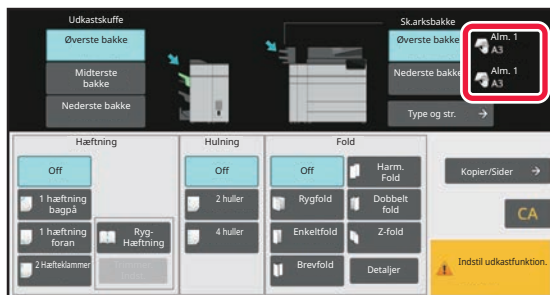 Udkastskuffe
Øverste bakke
Midterste
bakke
Nederste bakke
Sk.arksbakke
Øverste bakke
Alm. 1
A3
Nederste bakke
Alm. 1
A3
Type og str. →
Hæftning
Off
1 hæftning
bagpå
1 hæftning
foran
2 Hæfteklammer
Ryg-
Hæftning
Hulning
Off
2 huller
4 huller
Fold
Off
Harm.
Fold
Rygfold
Dobbelt
fold
Enkeltfold
Z-fold
Brevfold
Detaljer
Kopier/Sider →
CA
Indstil udkastfunktion.